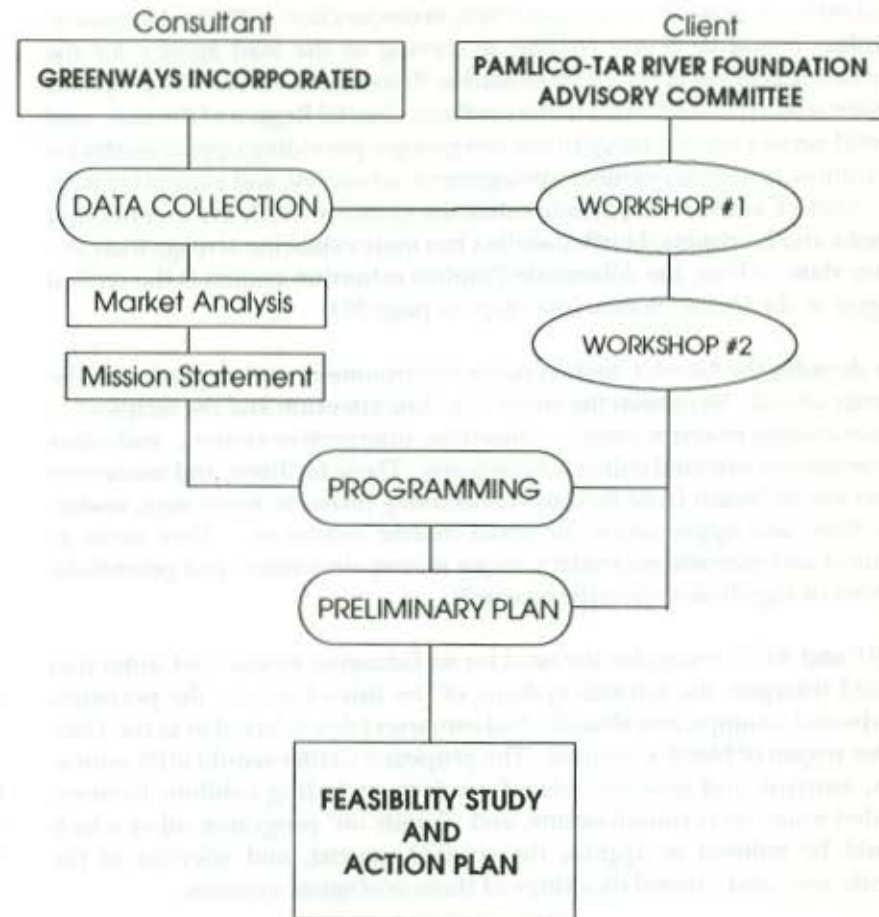 Consultant
Client
GREENWAYS INCORPORATED
PAMLICO-TAR RIVER FOUNDATION
ADVISORY COMMITTEE
DATA COLLECTION
WORKSHOP #1
Market Analysis
WORKSHOP #2
Mission Statement
PROGRAMMING
PRELIMINARY PLAN
FEASIBILITY STUDY
AND
ACTION PLAN